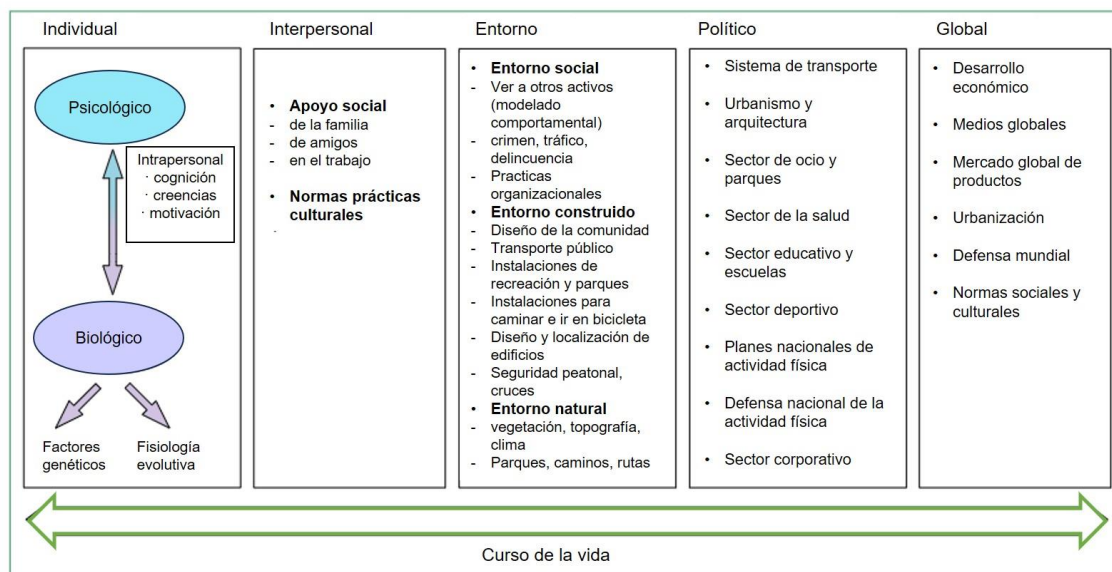 Individual
Psicológico
Intrapersonal
· cognición
· creencias
· motivación
Biológico
Factores
genéticos
Fisiología
evolutiva
Interpersonal
• Apoyo social
- de la familia
- de amigos
- en el trabajo
• Normas prácticas
culturales
Entorno
• Entorno social
- Ver a otros activos
(modelado
comportamental)
- crimen, tráfico,
delincuencia
- Practicas
organizacionales
• Entorno construido
- Diseño de la comunidad
- Transporte público
- Instalaciones de
recreación y parques
- Instalaciones para
caminar e ir en bicicleta
- Diseño y localización de
edificios
- Seguridad peatonal,
cruces
• Entorno natural
- vegetación, topografía,
clima
- Parques, caminos, rutas
Político
• Sistema de transporte
• Urbanismo y
arquitectura
• Sector de ocio y
parques
• Sector de la salud
• Sector educativo y
escuelas
• Sector deportivo
• Planes nacionales de
actividad física
• Defensa nacional de la
actividad física
• Sector corporativo
Global
• Desarrollo
económico
• Medios globales
• Mercado global de
productos
• Urbanización
• Defensa mundial
• Normas sociales y
culturales
Curso de la vida